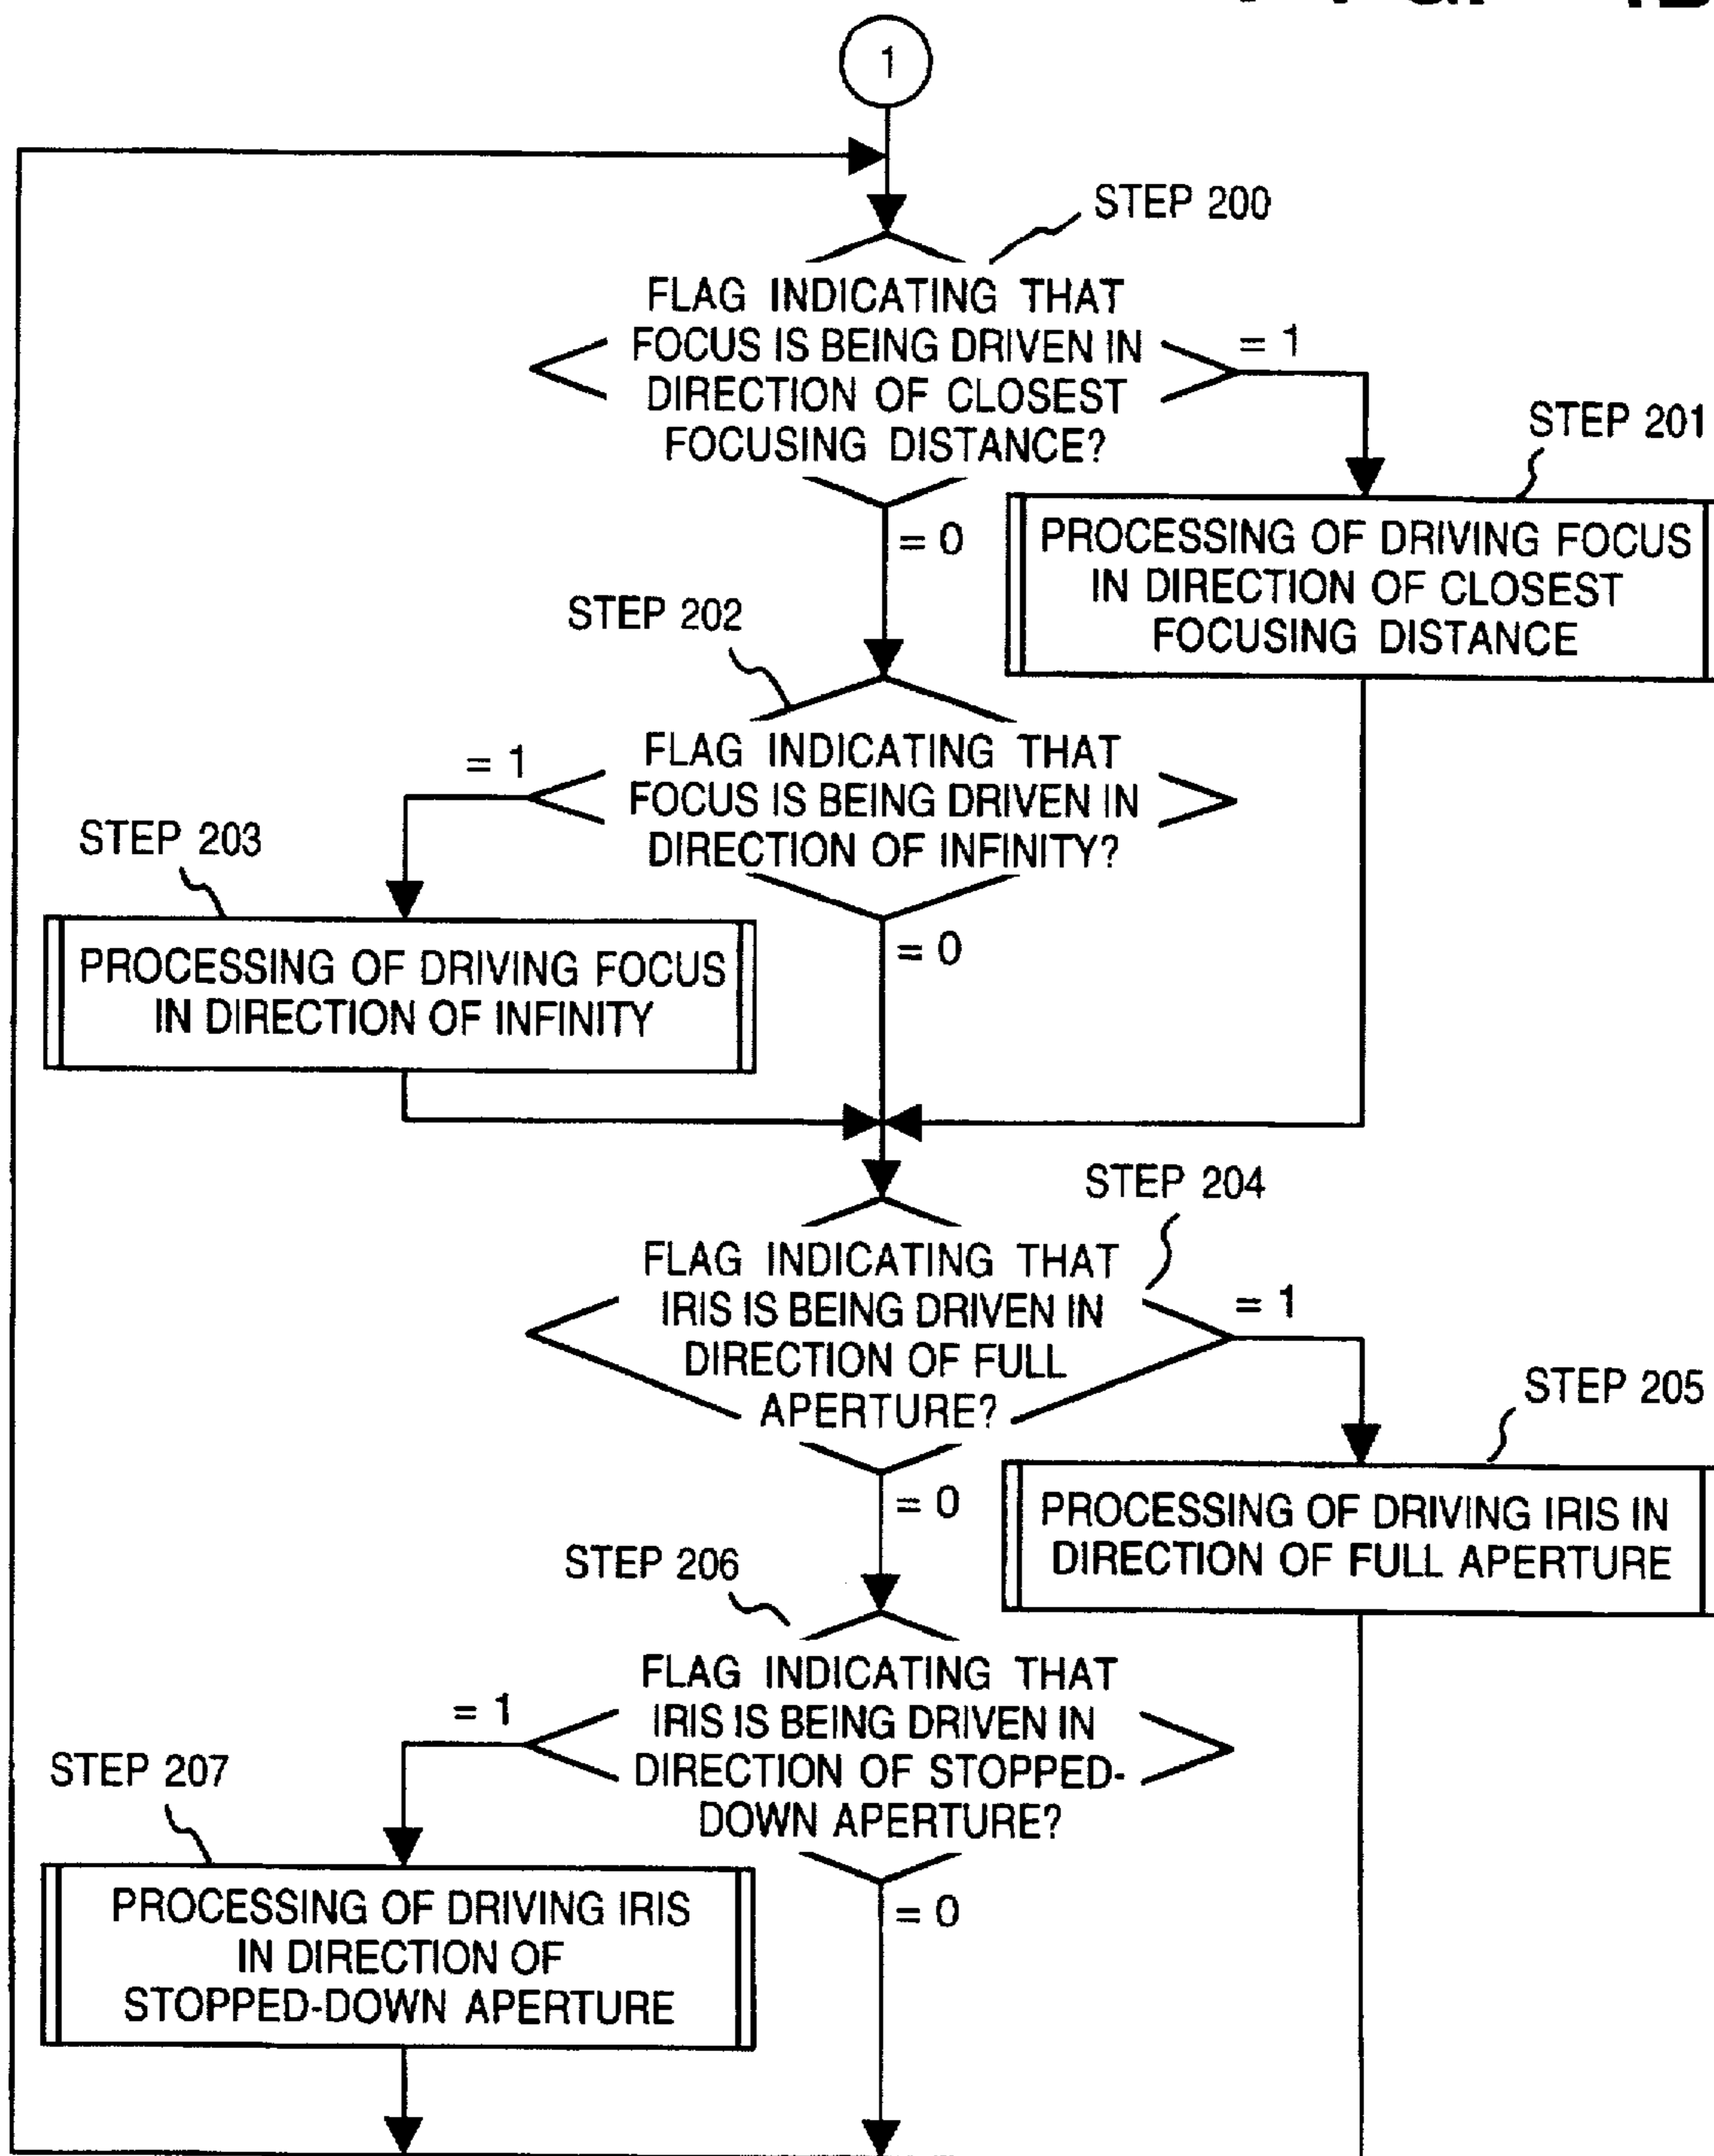 1
STEP 200
FLAG INDICATING THAT
FOCUS IS BEING DRIVEN IN
DIRECTION OF CLOSEST
FOCUSING DISTANCE?
= 1
= 0
STEP 201
PROCESSING OF DRIVING FOCUS
IN DIRECTION OF CLOSEST
FOCUSING DISTANCE
STEP 202
FLAG INDICATING THAT
FOCUS IS BEING DRIVEN IN
DIRECTION OF INFINITY?
= 1
= 0
STEP 203
PROCESSING OF DRIVING FOCUS
IN DIRECTION OF INFINITY
STEP 204
FLAG INDICATING THAT
IRIS IS BEING DRIVEN IN
DIRECTION OF FULL
APERTURE?
= 1
= 0
STEP 205
PROCESSING OF DRIVING IRIS IN
DIRECTION OF FULL APERTURE
STEP 206
FLAG INDICATING THAT
IRIS IS BEING DRIVEN IN
DIRECTION OF STOPPED-
DOWN APERTURE?
= 1
= 0
STEP 207
PROCESSING OF DRIVING IRIS
IN DIRECTION OF
STOPPED-DOWN APERTURE